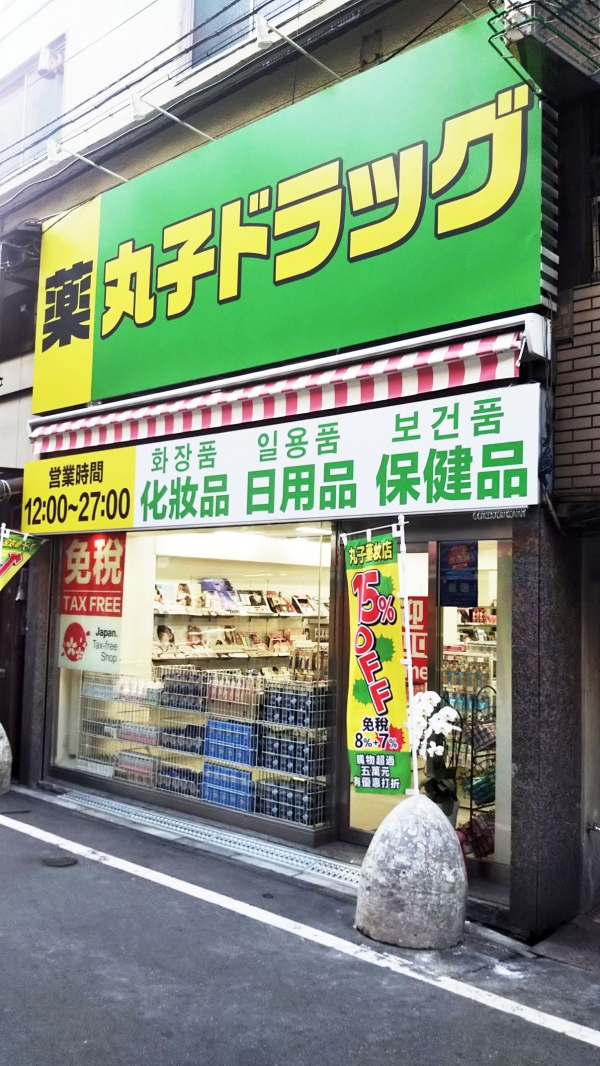 薬 丸子ドラッグ
화장품 일용품 보건품
営業時間
12:00~27:00
化妝品 日用品 保健品
免税
TAX FREE
Japan.
Tax-free
Shop
丸子薬妆店
15%
OFF
免税
8%+7%
購物超過
五萬元
有優惠打折